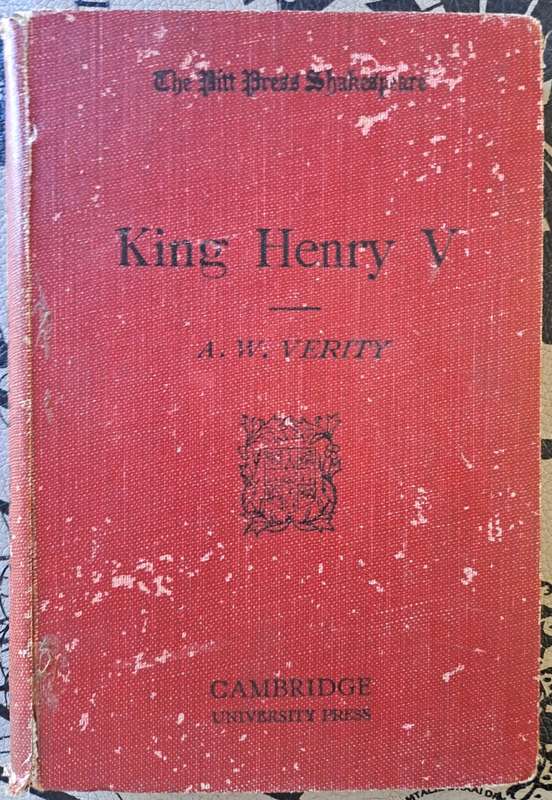 The Pitt Press Shakespeare
King Henry V
A. W. VERITY
CAMBRIDGE
UNIVERSITY PRESS